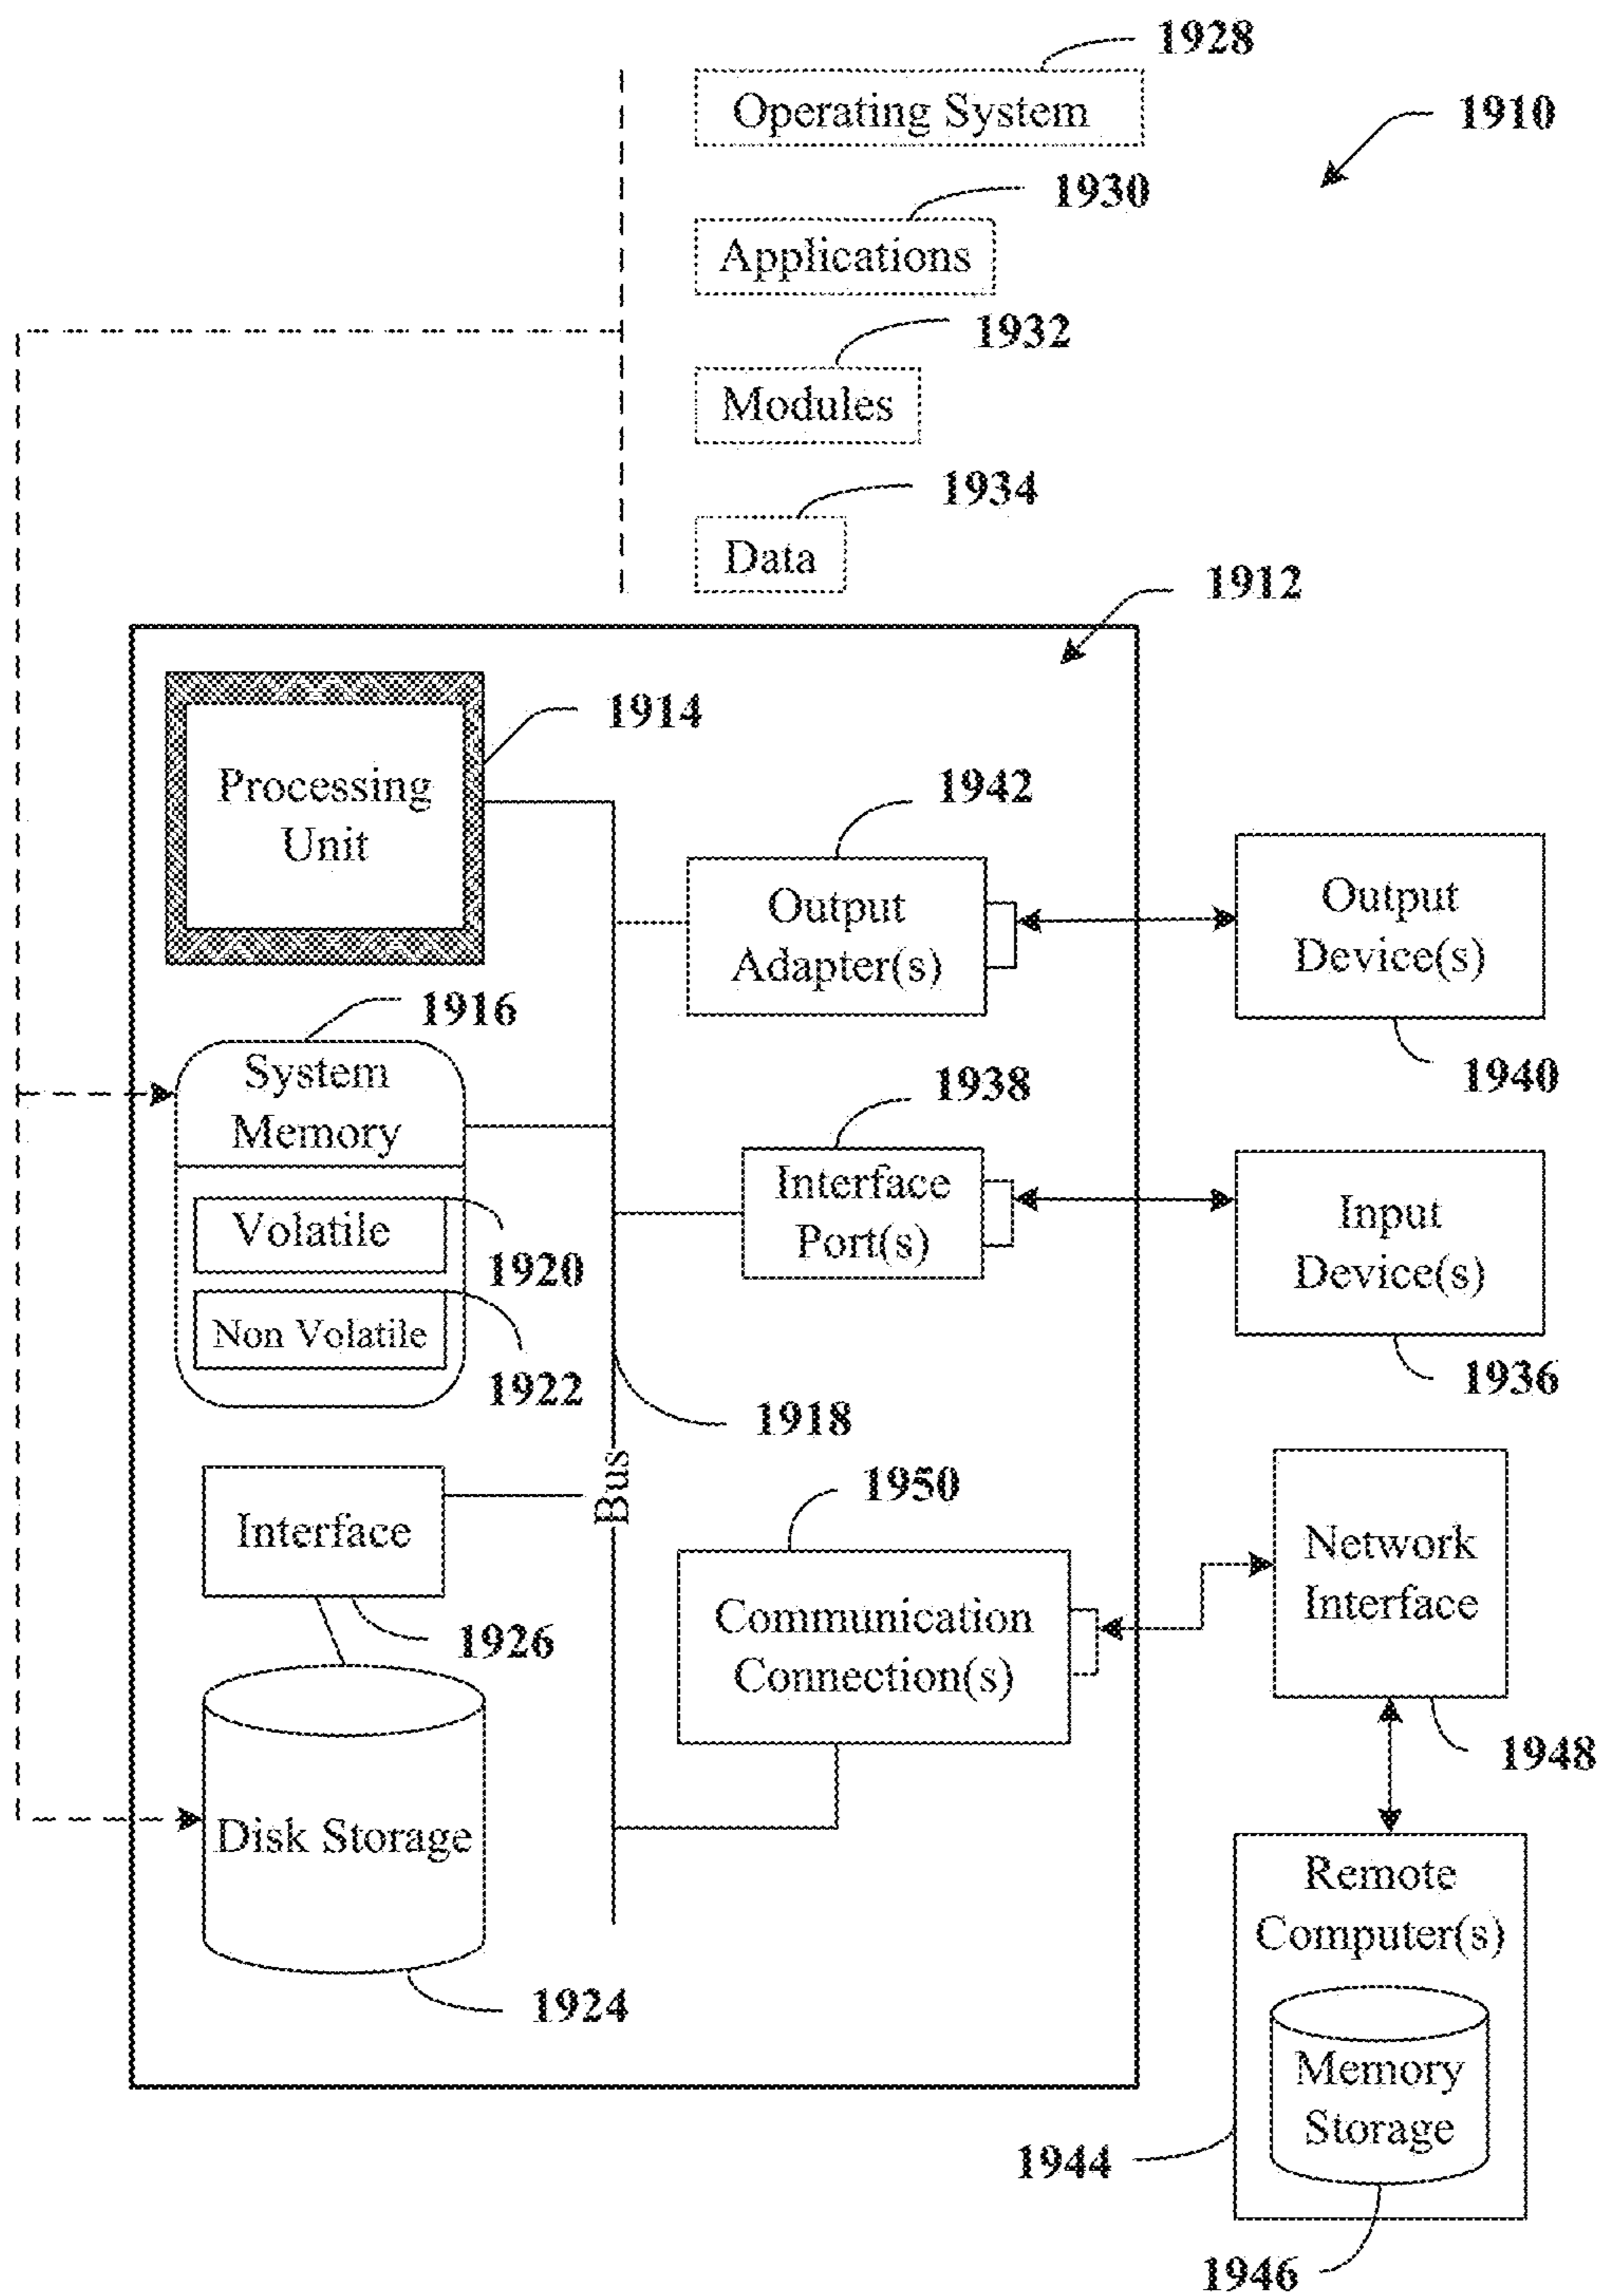 1928
Operating System
1910
1930
Applications
1932
Modules
1934
Data
1912
1914
Processing
Unit
1942
Output
Adapter(s)
Output
Device(s)
1940
1916
System
Memory
1938
Interface
Port(s)
Input
Device(s)
1936
Volatile
1920
Non Volatile
1922
1918
Bus
1950
Interface
1926
Communication
Connection(s)
Network
Interface
1948
Disk Storage
1924
Remote
Computer(s)
Memory
Storage
1944
1946